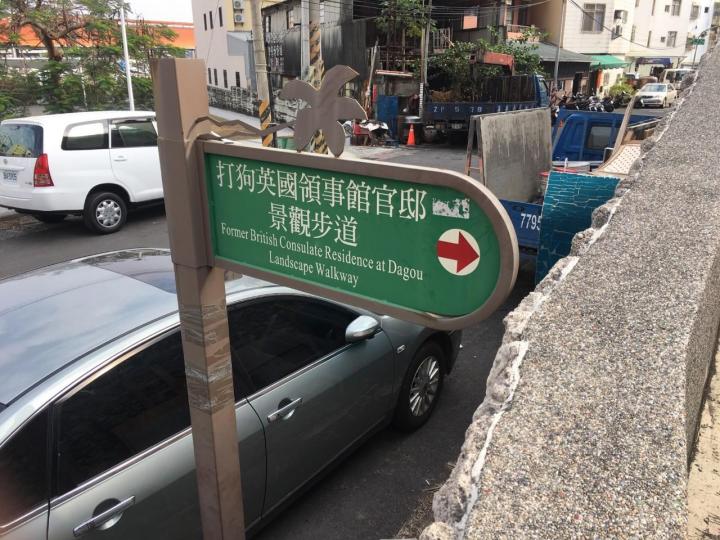 打狗英國領事館官邸
景觀步道
Former British Consulate Residence at Dagou
Landscape Walkway
7795